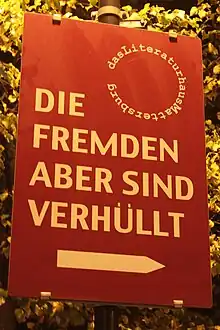 dasLiteraturhausMattersburg
DIE
FREMDEN
ABER SIND
VERHÜLLT